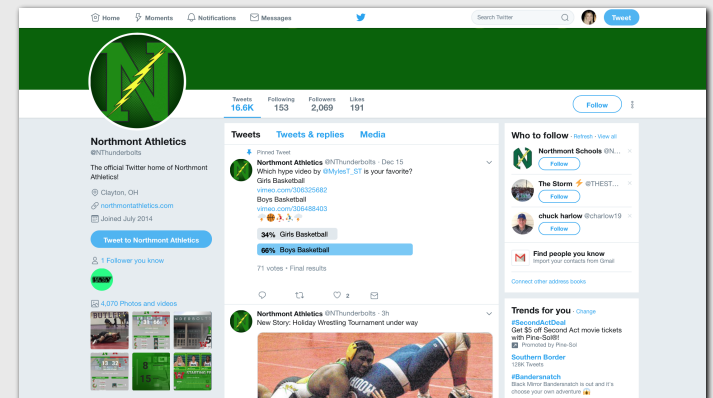 Home Moments Notifications Messages Search Twitter Tweet
Tweets Following Followers Likes
16.6K 153 2,069 191
Follow
Northmont Athletics
@NThunderbolts
The official Twitter home of Northmont
Athletics!
Clayton, OH
northmontathletics.com
Joined July 2014
Tweet to Northmont Athletics
1 Follower you know
4,070 Photos and videos
BUTLER
Tweets Tweets & replies Media
Pinned Tweet
Northmont Athletics @NThunderbolts · Dec 15
Which hype video by @MylesT_ST is your favorite?
Girls Basketball
vimeo.com/306325682
Boys Basketball
vimeo.com/306488403
34% Girls Basketball
66% Boys Basketball
71 votes · Final results
2
Northmont Athletics @NThunderbolts · 3h
New Story: Holiday Wrestling Tournament under way
Who to follow · Refresh · View all
Northmont Schools @N...
Follow
The Storm ⚡ @THEST...
Follow
chuck harlow @charlow19
Follow
Find people you know
Import your contacts from Gmail
Connect other address books
Trends for you · Change
#SecondActDeal
Get $5 off Second Act movie tickets
with Pine-Sol®!
Promoted by Pine-Sol
Southern Border
128K Tweets
#Bandersnatch
Black Mirror Bandersnatch is out and it's
choose your own adventure 😱